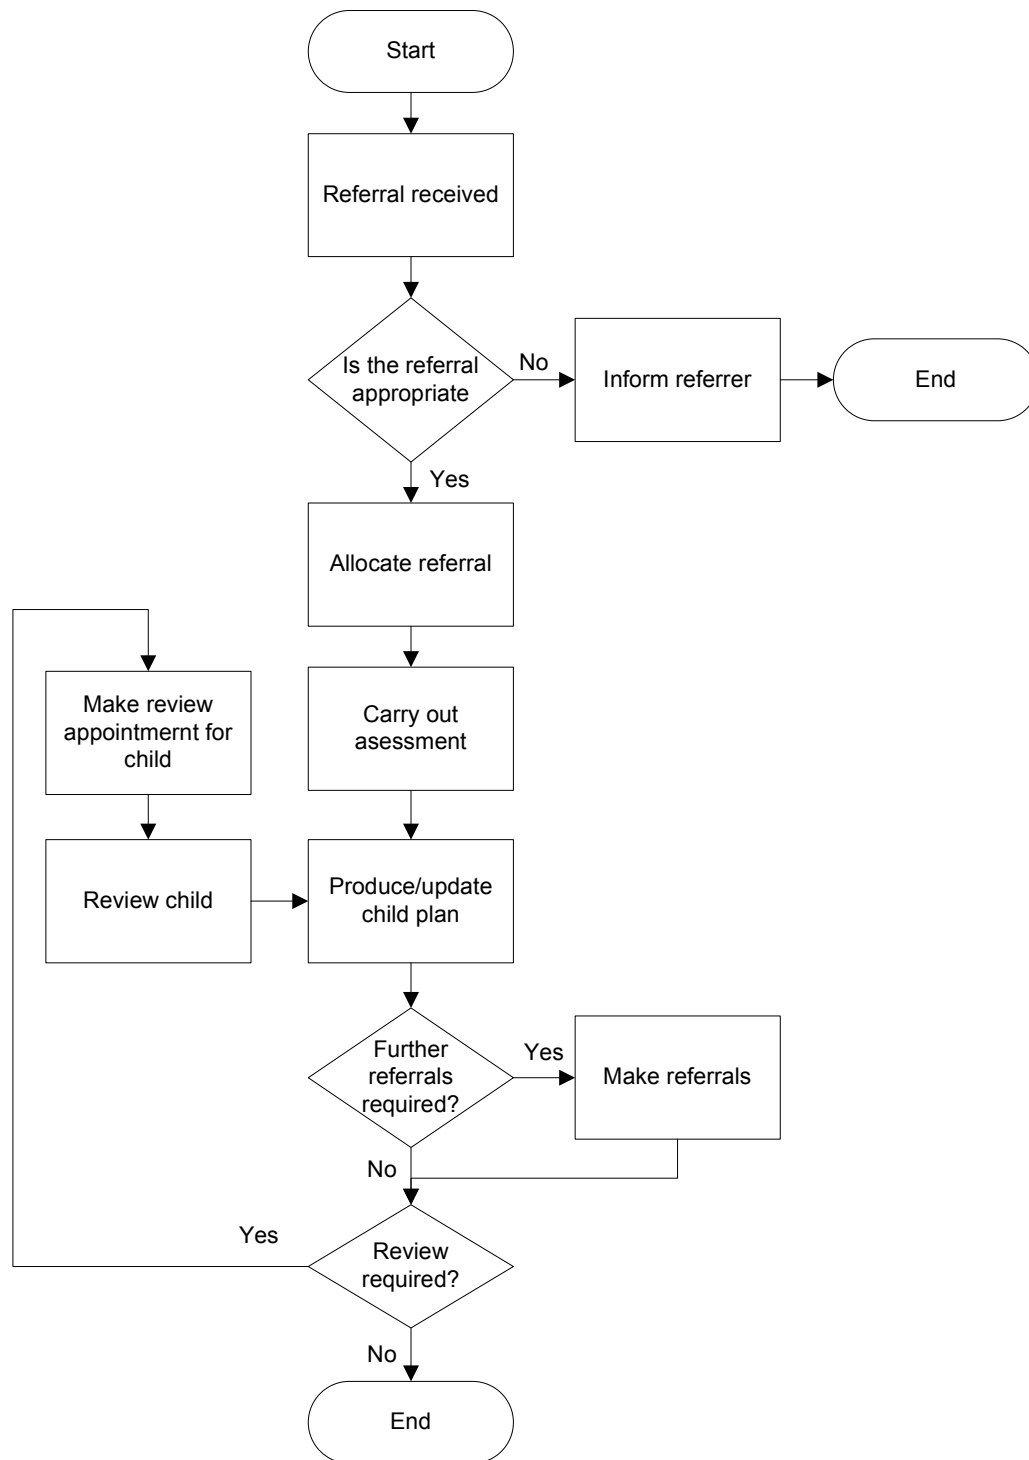 Start
Referral received
Is the referral
appropriate
No
Inform referrer
End
Yes
Allocate referral
Make review
appointmernt for
child
Carry out
asessment
Review child
Produce/update
child plan
Further
referrals
required?
Yes
Make referrals
No
Yes
Review
required?
No
End